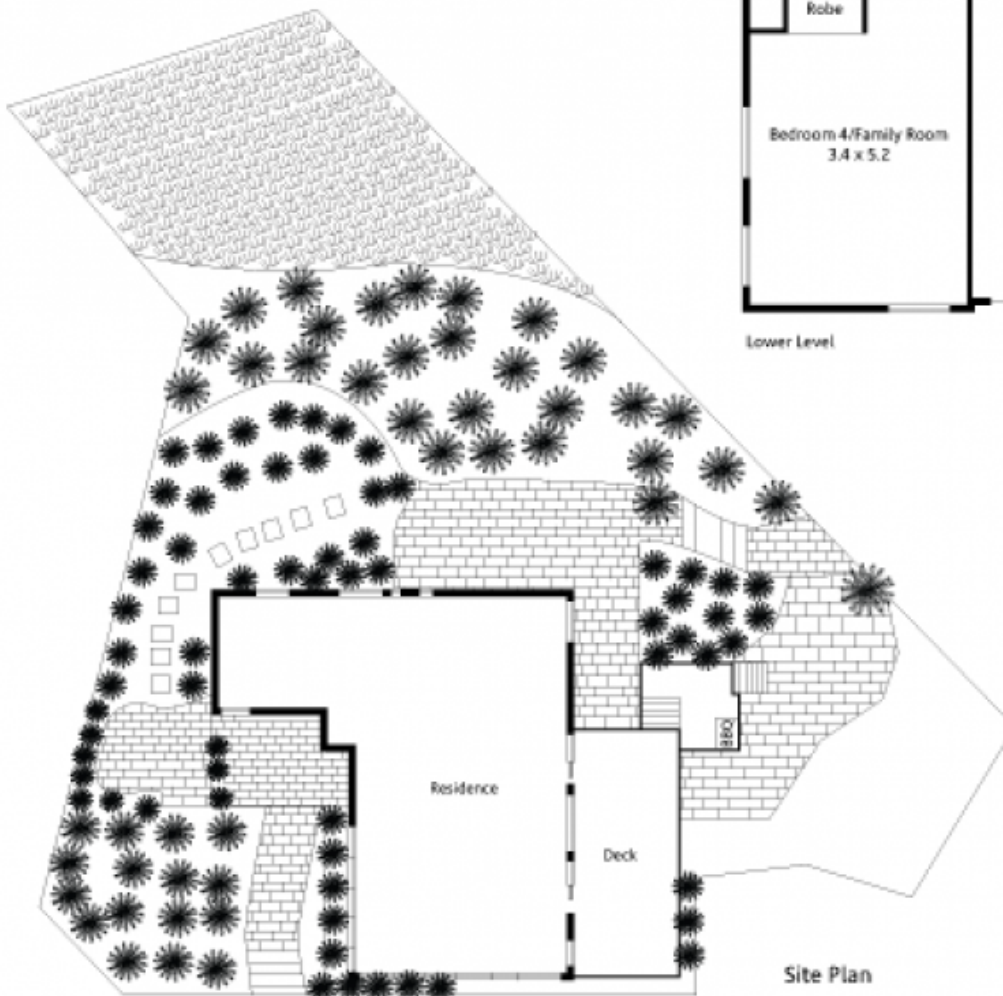 Robe
Bedroom 4/Family Room
3.4 x 5.2
Lower Level
BBQ
Residence
Deck
Site Plan